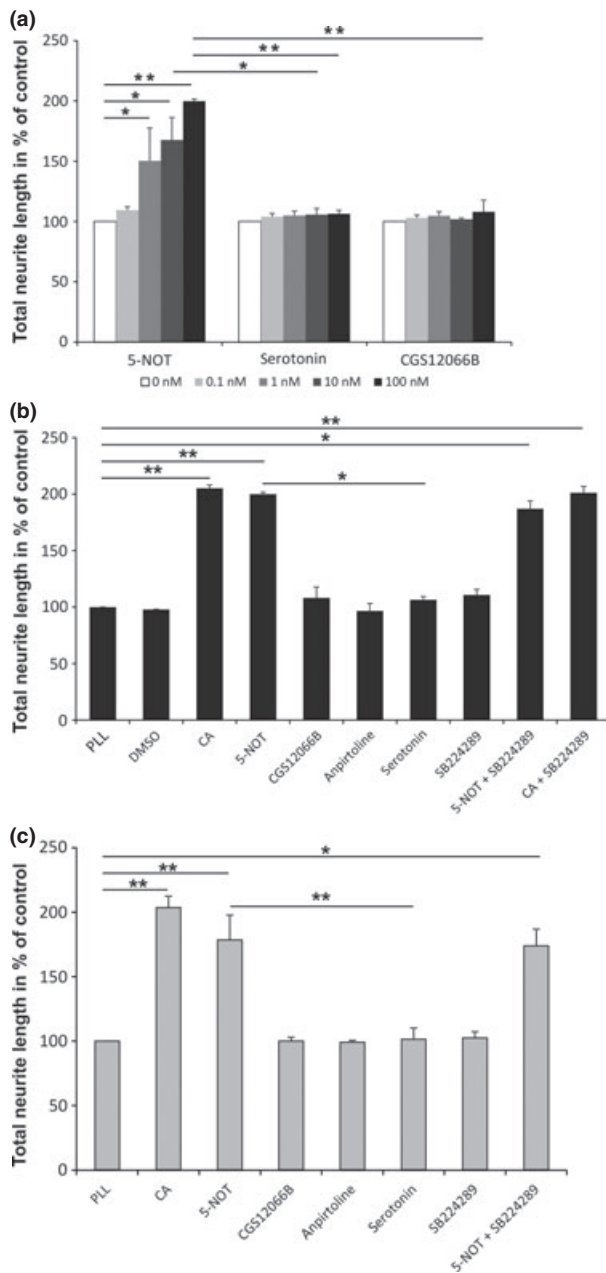 (a)
**
**
*
**
*
*
Total neurite length in % of control
250
200
150
100
50
0
5-NOT Serotonin CGS12066B
0 nM 0.1 nM 1 nM 10 nM 100 nM
(b)
**
*
**
**
*
Total neurite length in % of control
250
200
150
100
50
0
PLL
DMSO
CA
5-NOT
CGS12066B
Anpirtoline
Serotonin
SB224289
5-NOT + SB224289
CA + SB224289
(c)
*
**
**
**
Total neurite length in % of control
250
200
150
100
50
0
PLL
CA
5-NOT
CGS12066B
Anpirtoline
Serotonin
SB224289
5-NOT + SB224289